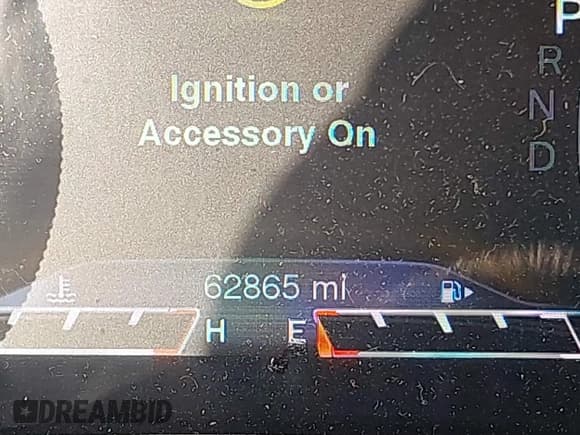 P
R
N
D
Ignition or
Accessory On
62865 mi
H E
DREAMBID